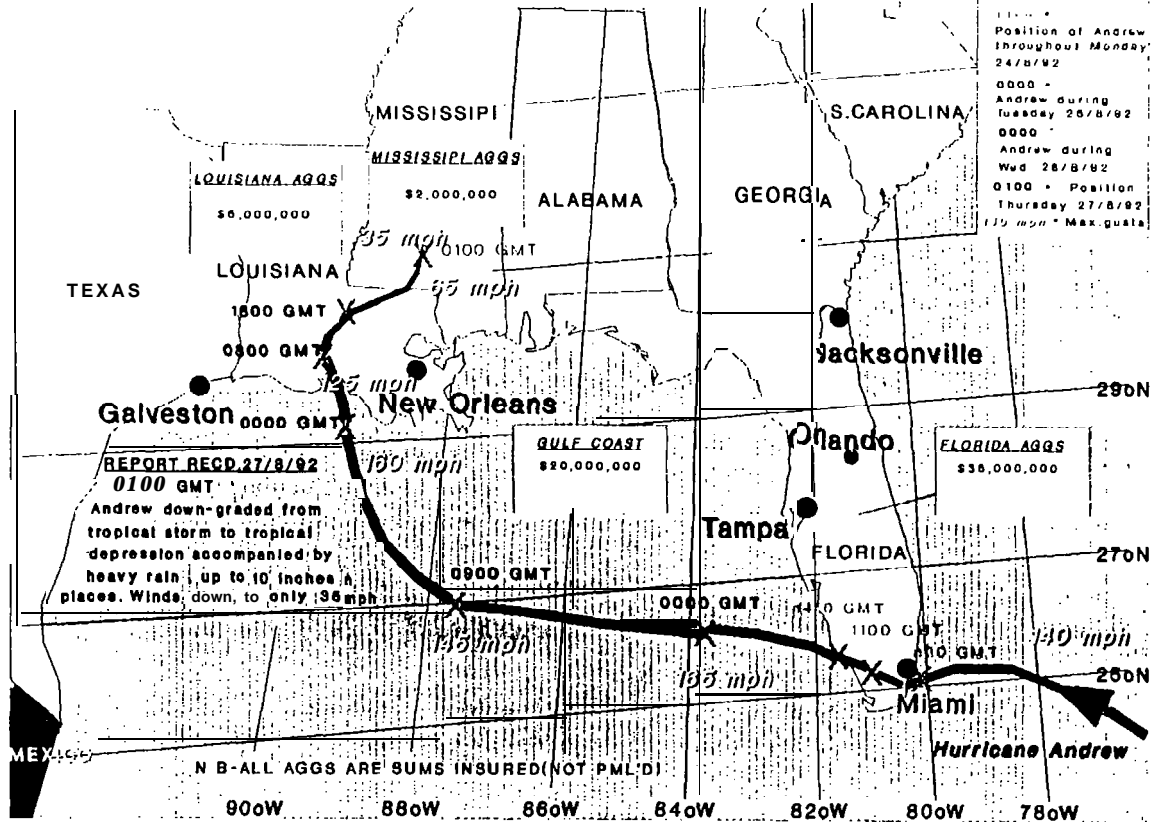 Position of Andrew
throughout Monday
24/8/92
0000 -
Andrew during
Tuesday 25/8/92
0000
Andrew during
Wed 26/8/92
0100 - Position
Thursday 27/8/92
mph - Max.gusts
MISSISSIPI
S.CAROLINA
MISSISSIPI AGGS
$2,000,000
LOUISIANA AGGS
$6,000,000
ALABAMA
GEORGIA
35 mph
0100 GMT
LOUISIANA
65 mph
TEXAS
1800 GMT
0800 GMT
Jacksonville
125 mph
New Orleans
29oN
Galveston
0000 GMT
Orlando
GULF COAST
$20,000,000
FLORIDA AGGS
REPORT RECD.27/8/92
0100 GMT
160 mph
Andrew down-graded from
tropical storm to tropical
depression accompanied by
heavy rain , up to 10 inches
places. Winds down, to only 36mph
Tampa
FLORIDA
27oN
0900 GMT
0000 GMT
GMT
1100 GMT
GMT
140 mph
145 mph
165 mph
25oN
Miami
MEXICO
Hurricane Andrew
N B-ALL AGGS ARE SUMS INSURED(NOT PML'D)
90oW
88oW
86oW
84oW
82oW
80oW
78oW